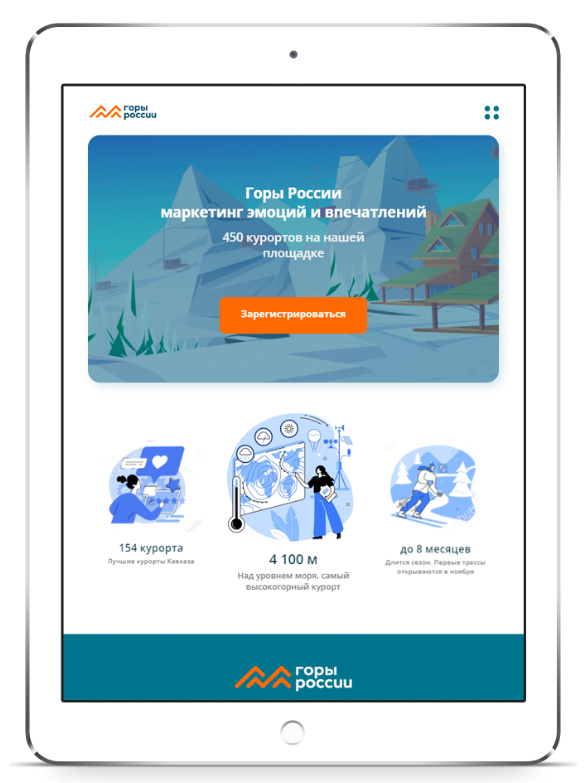 горы
россии
Горы России
маркетинг эмоций и впечатлений
450 курортов на нашей
площадке
Зарегистрироваться
154 курорта
Лучшие курорты Кавказа
4 100 м
Над уровнем моря, самый
высокогорный курорт
до 8 месяцев
Длится сезон. Первые трассы
открываются в ноябре
горы
россии